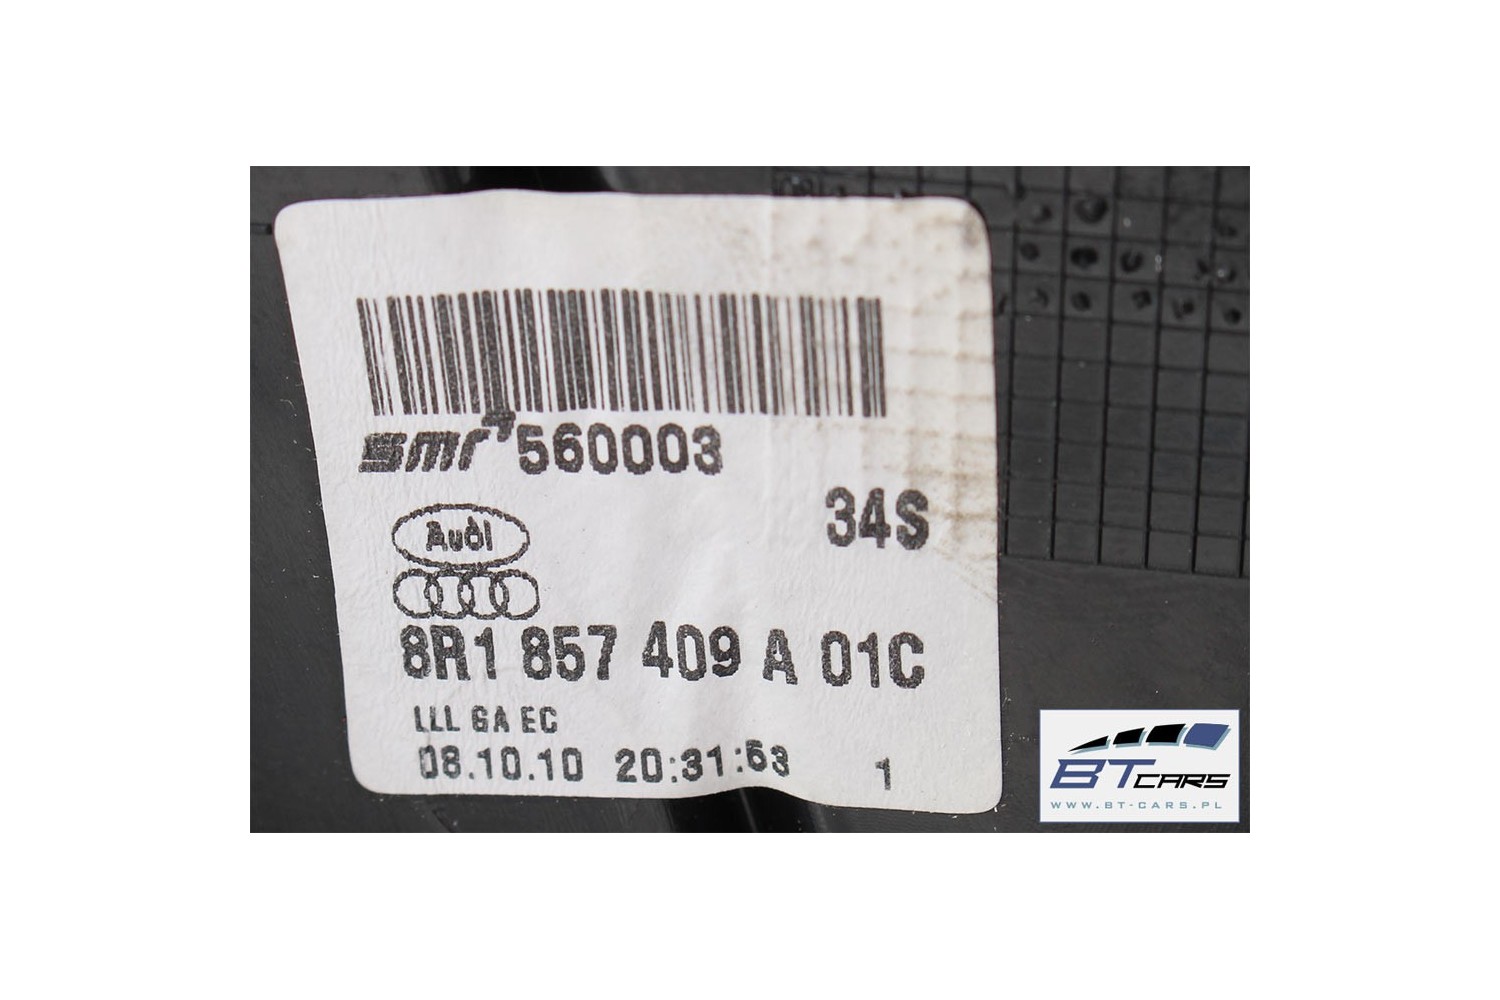 smr 560003
34S
Audi
8R1 857 409 A 01C
LLL GA EC
08.10.10 20:31:53
1
BT CARS
WWW.BT-CARS.PL